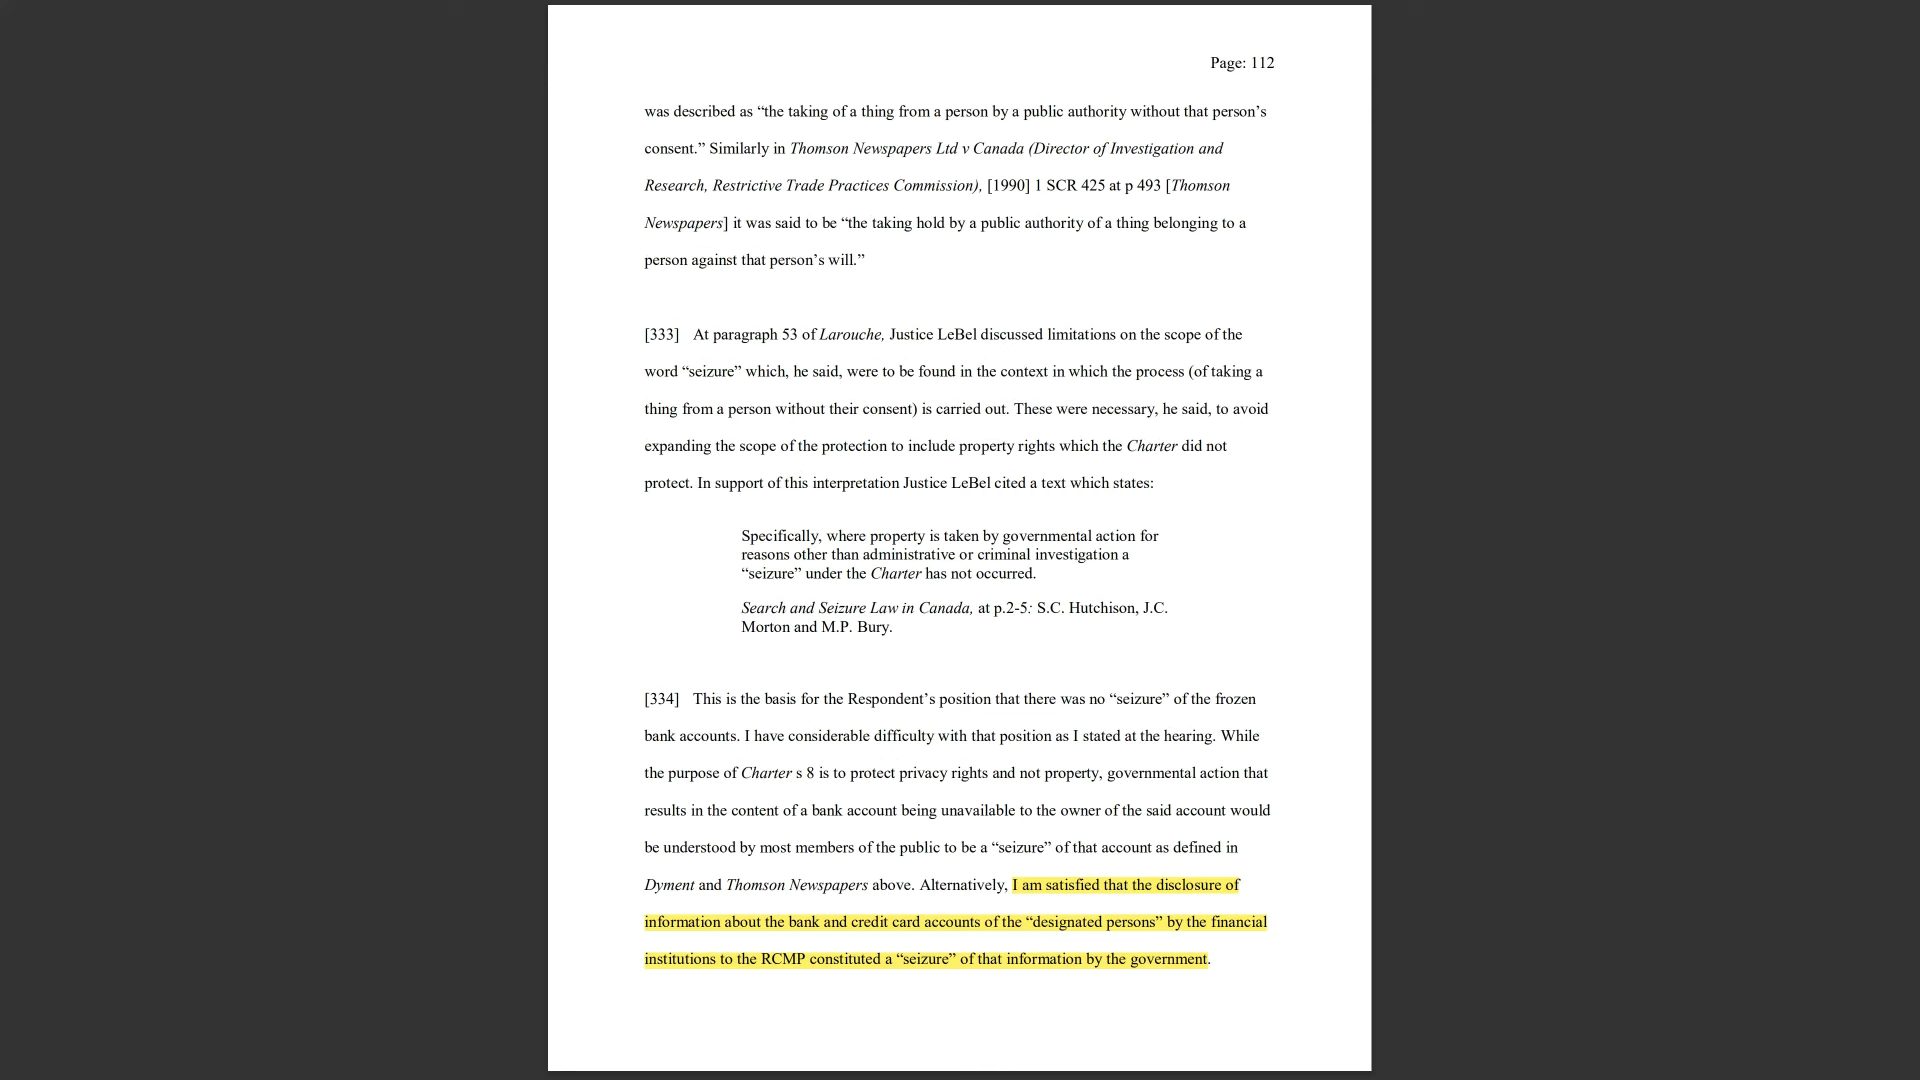 Page: 112
was described as “the taking of a thing from a person by a public authority without that person’s
consent.” Similarly in Thomson Newspapers Ltd v Canada (Director of Investigation and
Research, Restrictive Trade Practices Commission), [1990] 1 SCR 425 at p 493 [Thomson
Newspapers] it was said to be “the taking hold by a public authority of a thing belonging to a
person against that person’s will.”
[333] At paragraph 53 of Larouche, Justice LeBel discussed limitations on the scope of the
word “seizure” which, he said, were to be found in the context in which the process (of taking a
thing from a person without their consent) is carried out. These were necessary, he said, to avoid
expanding the scope of the protection to include property rights which the Charter did not
protect. In support of this interpretation Justice LeBel cited a text which states:
Specifically, where property is taken by governmental action for
reasons other than administrative or criminal investigation a
“seizure” under the Charter has not occurred.
Search and Seizure Law in Canada, at p.2-5: S.C. Hutchison, J.C.
Morton and M.P. Bury.
[334] This is the basis for the Respondent’s position that there was no “seizure” of the frozen
bank accounts. I have considerable difficulty with that position as I stated at the hearing. While
the purpose of Charter s 8 is to protect privacy rights and not property, governmental action that
results in the content of a bank account being unavailable to the owner of the said account would
be understood by most members of the public to be a “seizure” of that account as defined in
Dyment and Thomson Newspapers above. Alternatively, I am satisfied that the disclosure of
information about the bank and credit card accounts of the “designated persons” by the financial
institutions to the RCMP constituted a “seizure” of that information by the government.